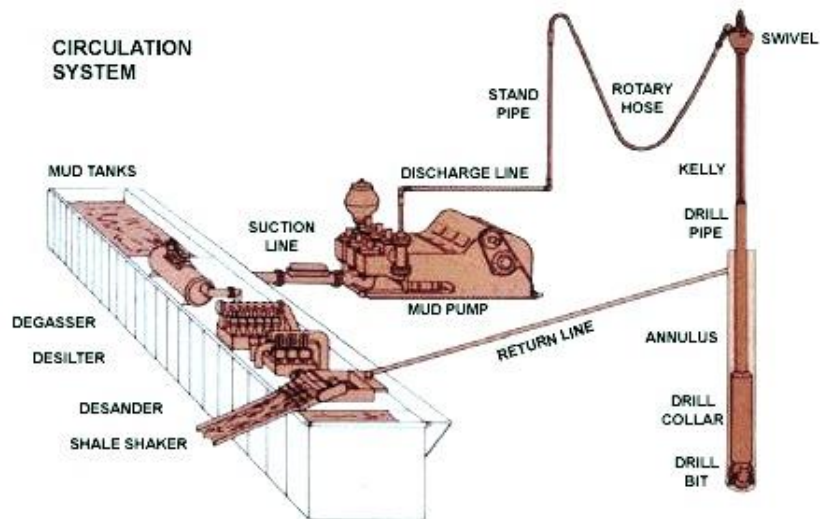 CIRCULATION
SYSTEM
SWIVEL
STAND
PIPE
ROTARY
HOSE
MUD TANKS
DISCHARGE LINE
KELLY
SUCTION
LINE
DRILL
PIPE
MUD PUMP
DEGASSER
RETURN LINE
ANNULUS
DESILTER
DESANDER
DRILL
COLLAR
SHALE SHAKER
DRILL
BIT